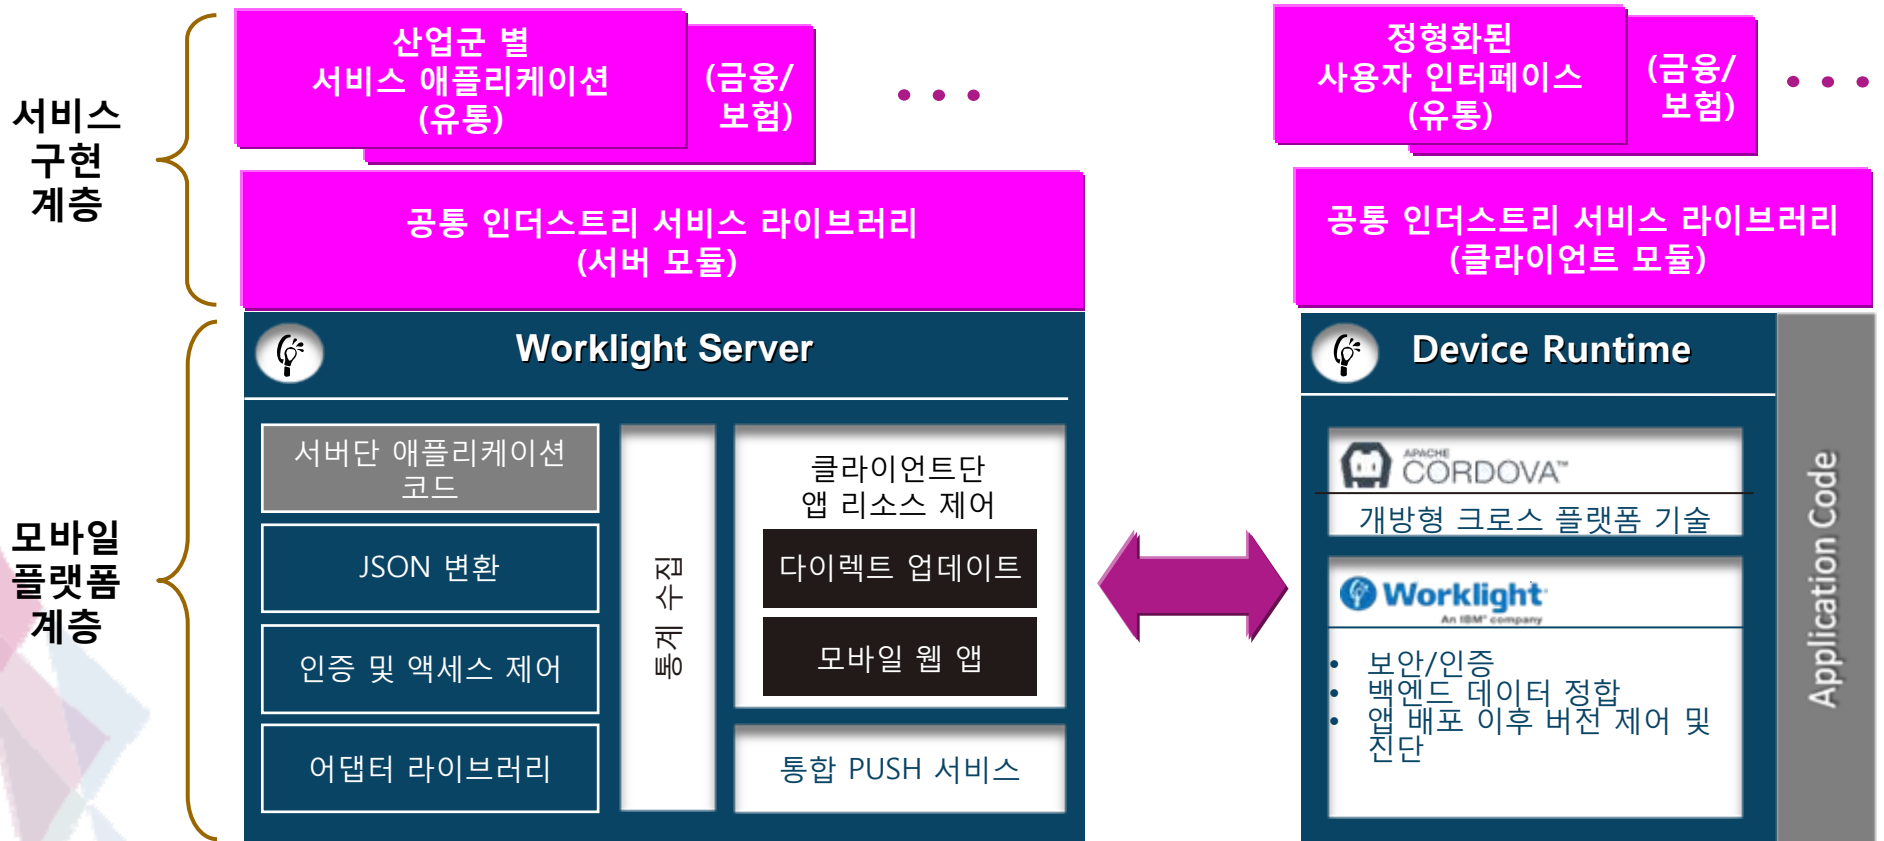 서비스
구현
계층
산업군 별
서비스 애플리케이션
(유통)
(금융/
보험)
• • •
정형화된
사용자 인터페이스
(유통)
(금융/
보험)
• • •
공통 인더스트리 서비스 라이브러리
(서버 모듈)
공통 인더스트리 서비스 라이브러리
(클라이언트 모듈)
모바일
플랫폼
계층
Worklight Server
서버단 애플리케이션
코드
JSON 변환
인증 및 액세스 제어
어댑터 라이브러리
통계 수집
클라이언트단
앱 리소스 제어
다이렉트 업데이트
모바일 웹 앱
통합 PUSH 서비스
Device Runtime
APACHE
CORDOVA™
개방형 크로스 플랫폼 기술
Worklight
An IBM® company
• 보안/인증
• 백엔드 데이터 정합
• 앱 배포 이후 버전 제어 및
진단
Application Code